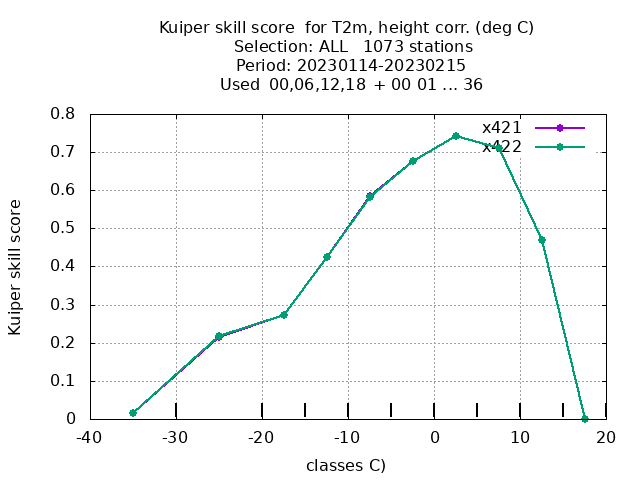 Kuiper skill score  for T2m, height corr. (deg C)
Selection: ALL   1073 stations
Period: 20230114-20230215
Used  00,06,12,18  + 00 01 ... 36
x421
x422
Kuiper skill score
0.8
0.7
0.6
0.5
0.4
0.3
0.2
0.1
0
-40 -30 -20 -10 0 10 20
classes C)